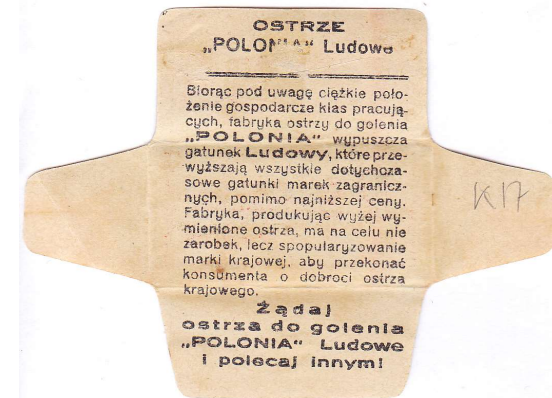 OSTRZE
„POLONIA“ Ludowe
Biorąc pod uwagę ciężkie poło-
żenie gospodarcze klas pracują-
cych, fabryka ostrzy do golenia
„POLONIA“ wypuszcza
gatunek Ludowy, które prze-
wyższają wszystkie dotychcza-
sowe gatunki marek zagranicz-
nych, pomimo najniższej ceny.
Fabryka, produkując wyżej wy-
mienione ostrza, ma na celu nie
zarobek, lecz spopularyzowanie
marki krajowej, aby przekonać
konsumenta o dobroci ostrza
krajowego.
Żądaj
ostrza do golenia
„POLONIA“ Ludowe
i polecaj innym!
K17